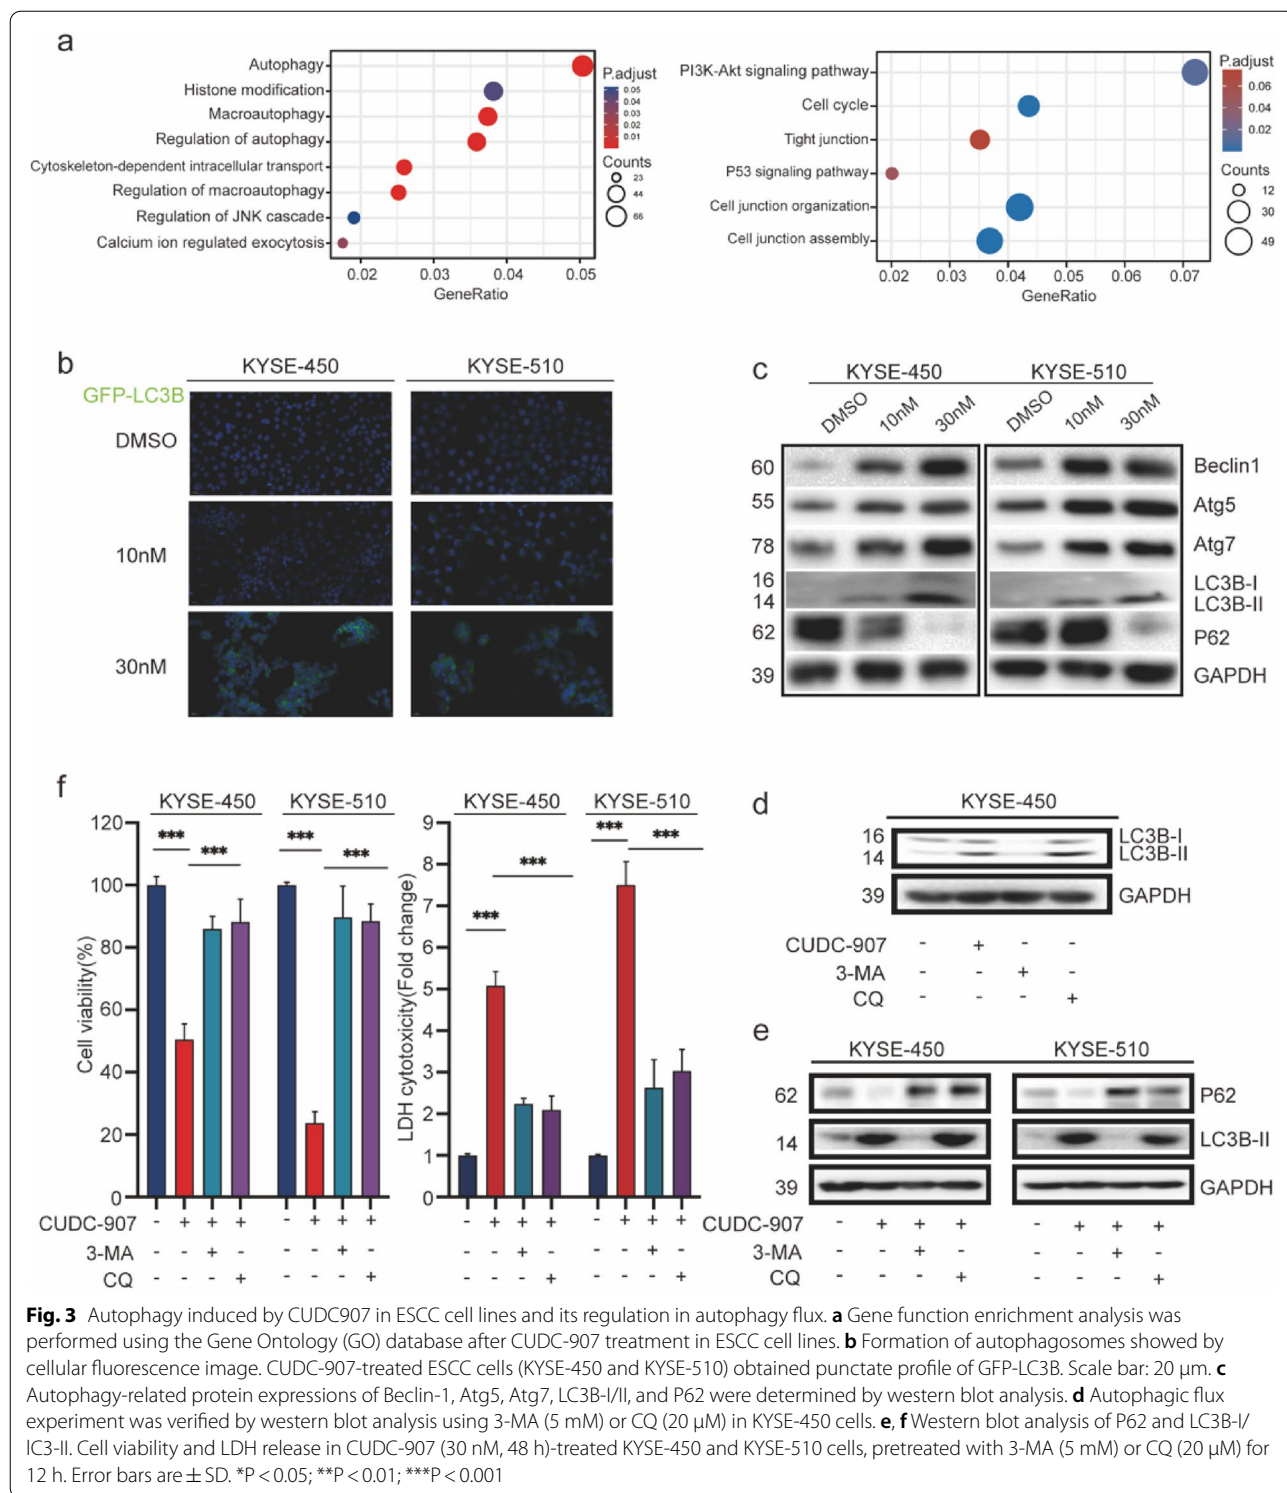 a
Autophagy
Histone modification
Macroautophagy
Regulation of autophagy
Cytoskeleton-dependent intracellular transport
Regulation of macroautophagy
Regulation of JNK cascade
Calcium ion regulated exocytosis
0.02 0.03 0.04 0.05
GeneRatio
P.adjust
0.05
0.04
0.03
0.02
0.01
Counts
23
44
66
PI3K-Akt signaling pathway
Cell cycle
Tight junction
P53 signaling pathway
Cell junction organization
Cell junction assembly
0.02 0.03 0.04 0.05 0.06 0.07
GeneRatio
P.adjust
0.06
0.04
0.02
Counts
12
30
49
b
KYSE-450 KYSE-510
GFP-LC3B
DMSO
10nM
30nM
c
KYSE-450 KYSE-510
DMSO 10nM 30nM DMSO 10nM 30nM
60 Beclin1
55 Atg5
78 Atg7
16 LC3B-I
14 LC3B-II
62 P62
39 GAPDH
f
KYSE-450 KYSE-510
*** *** *** ***
Cell viability(%)
120
100
80
60
40
20
0
CUDC-907 - + + + - + + +
3-MA - - + - - - + -
CQ - - - + - - - +
KYSE-450 KYSE-510
*** *** *** ***
LDH cytotoxicity(Fold change)
9
8
7
6
5
4
3
2
1
0
- + + + - + + +
- - + - - - + -
- - - + - - - +
d
KYSE-450
16 LC3B-I
14 LC3B-II
39 GAPDH
CUDC-907 - + - -
3-MA - - + -
CQ - - - +
e
KYSE-450 KYSE-510
62 P62
14 LC3B-II
39 GAPDH
CUDC-907 - + + + - + + +
3-MA - - + - - - + -
CQ - - - + - - - +
Fig. 3 Autophagy induced by CUDC907 in ESCC cell lines and its regulation in autophagy flux. a Gene function enrichment analysis was
performed using the Gene Ontology (GO) database after CUDC-907 treatment in ESCC cell lines. b Formation of autophagosomes showed by
cellular fluorescence image. CUDC-907-treated ESCC cells (KYSE-450 and KYSE-510) obtained punctate profile of GFP-LC3B. Scale bar: 20 μm. c
Autophagy-related protein expressions of Beclin-1, Atg5, Atg7, LC3B-I/II, and P62 were determined by western blot analysis. d Autophagic flux
experiment was verified by western blot analysis using 3-MA (5 mM) or CQ (20 μM) in KYSE-450 cells. e, f Western blot analysis of P62 and LC3B-I/
lC3-II. Cell viability and LDH release in CUDC-907 (30 nM, 48 h)-treated KYSE-450 and KYSE-510 cells, pretreated with 3-MA (5 mM) or CQ (20 μM) for
12 h. Error bars are ± SD. *P < 0.05; **P < 0.01; ***P < 0.001